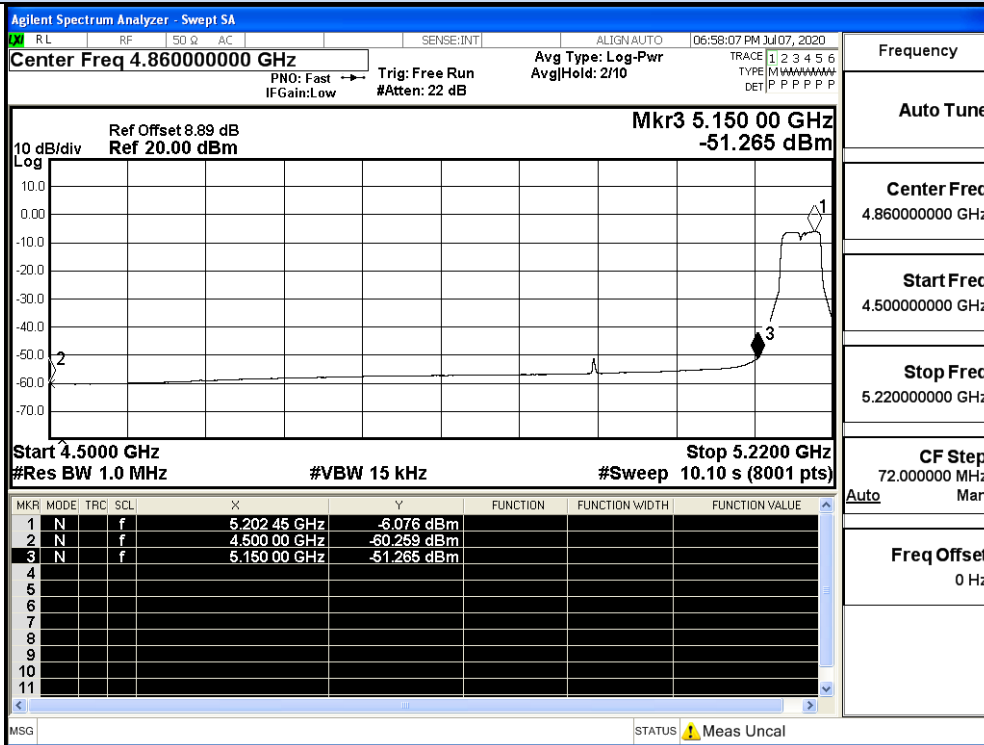 Agilent Spectrum Analyzer - Swept SA
LXI RL RF 50 Ω AC SENSE:INT ALIGN AUTO 06:58:07 PM Jul 07, 2020
Center Freq 4.860000000 GHz
PNO: Fast
IFGain:Low
Trig: Free Run
#Atten: 22 dB
Avg Type: Log-Pwr
Avg|Hold: 2/10
TRACE 1 2 3 4 5 6
TYPE M WWWWW
DET P P P P P P
Mkr3 5.150 00 GHz
-51.265 dBm
Ref Offset 8.89 dB
10 dB/div Ref 20.00 dBm
Log
10.0
0.00
-10.0
-20.0
-30.0
-40.0
-50.0
-60.0
-70.0
1
2
3
Start 4.5000 GHz Stop 5.2200 GHz
#Res BW 1.0 MHz #VBW 15 kHz #Sweep 10.10 s (8001 pts)
MKR MODE TRC SCL X Y FUNCTION FUNCTION WIDTH FUNCTION VALUE
1 N f 5.202 45 GHz -6.076 dBm
2 N f 4.500 00 GHz -60.259 dBm
3 N f 5.150 00 GHz -51.265 dBm
4
5
6
7
8
9
10
11
MSG STATUS Meas Uncal
Frequency
Auto Tune
Center Freq
4.860000000 GHz
Start Freq
4.500000000 GHz
Stop Freq
5.220000000 GHz
CF Step
72.000000 MHz
Auto Man
Freq Offset
0 Hz